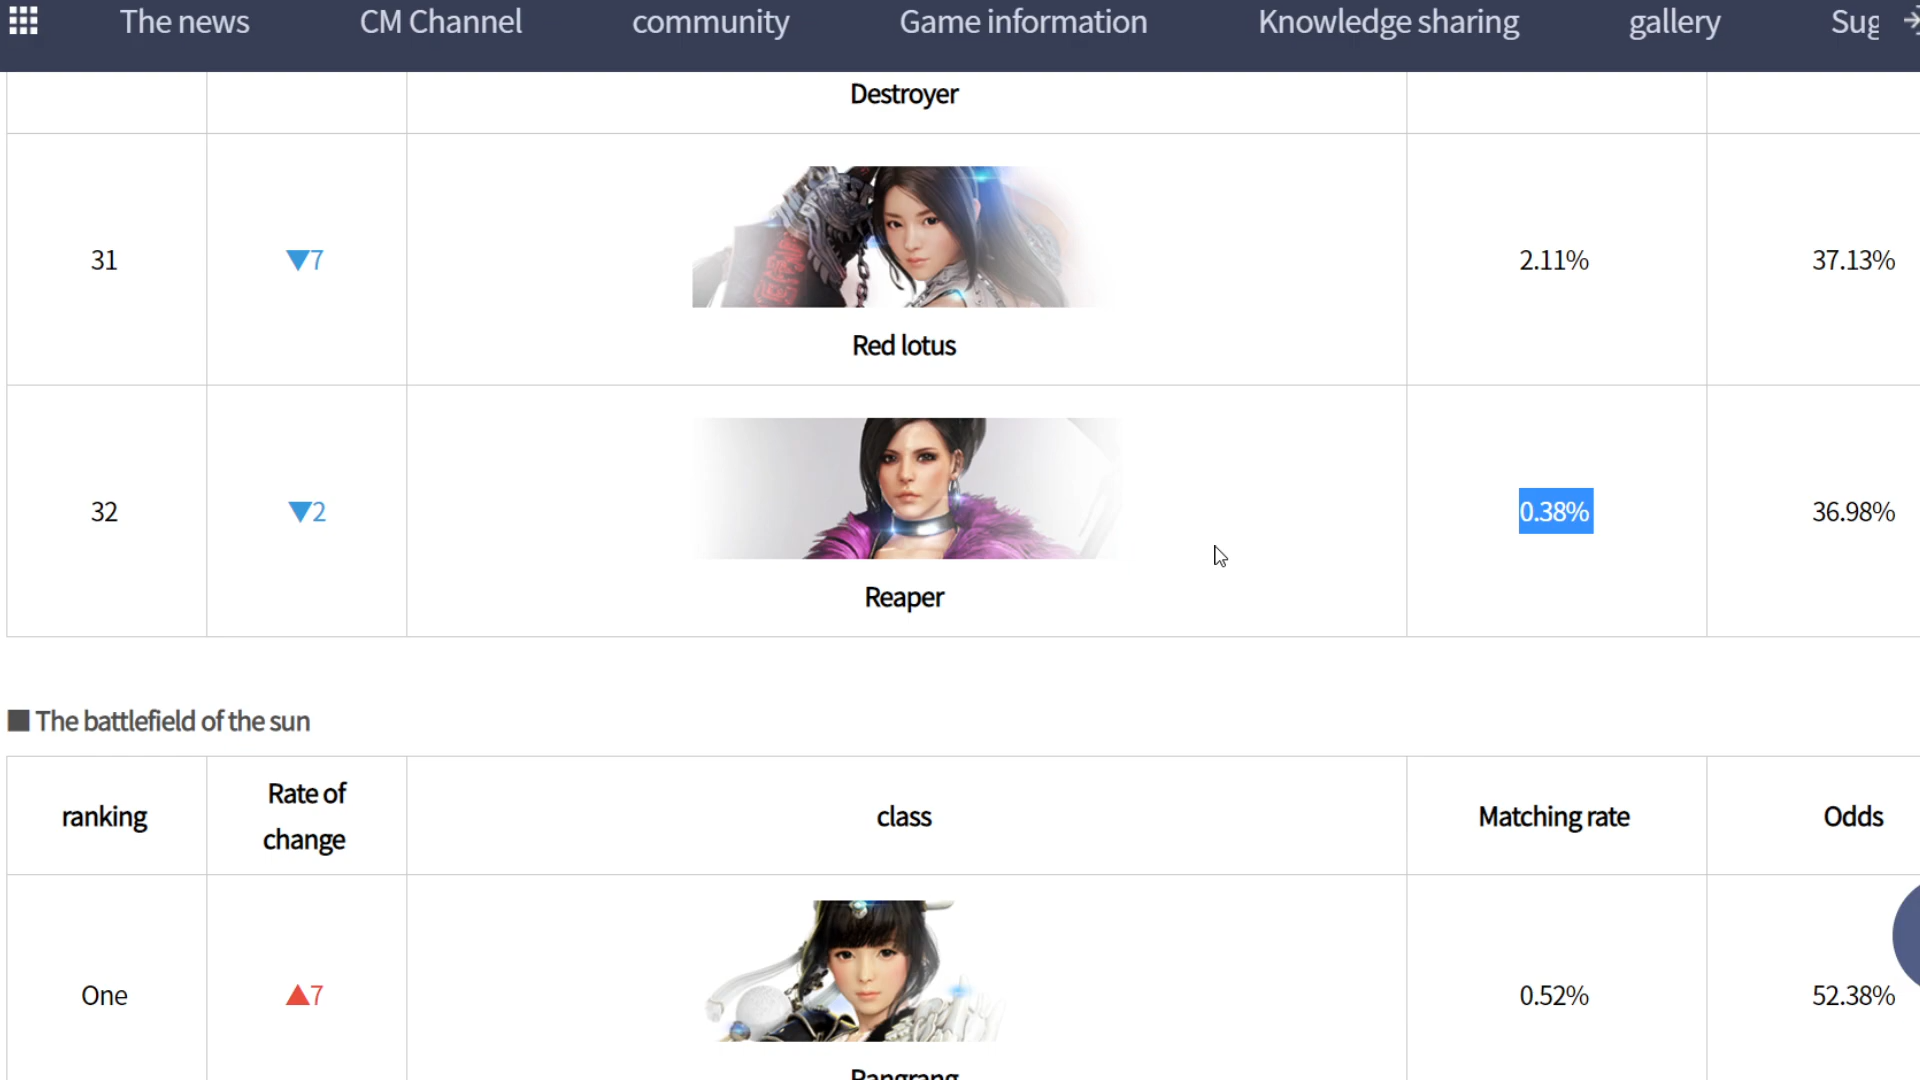 The news CM Channel community Game information Knowledge sharing gallery Sug
Destroyer
31 ▼7 2.11% 37.13%
Red lotus
32 ▼2 0.38% 36.98%
Reaper
■ The battlefield of the sun
ranking Rate of change class Matching rate Odds
One ▲7 0.52% 52.38%
Pangrang